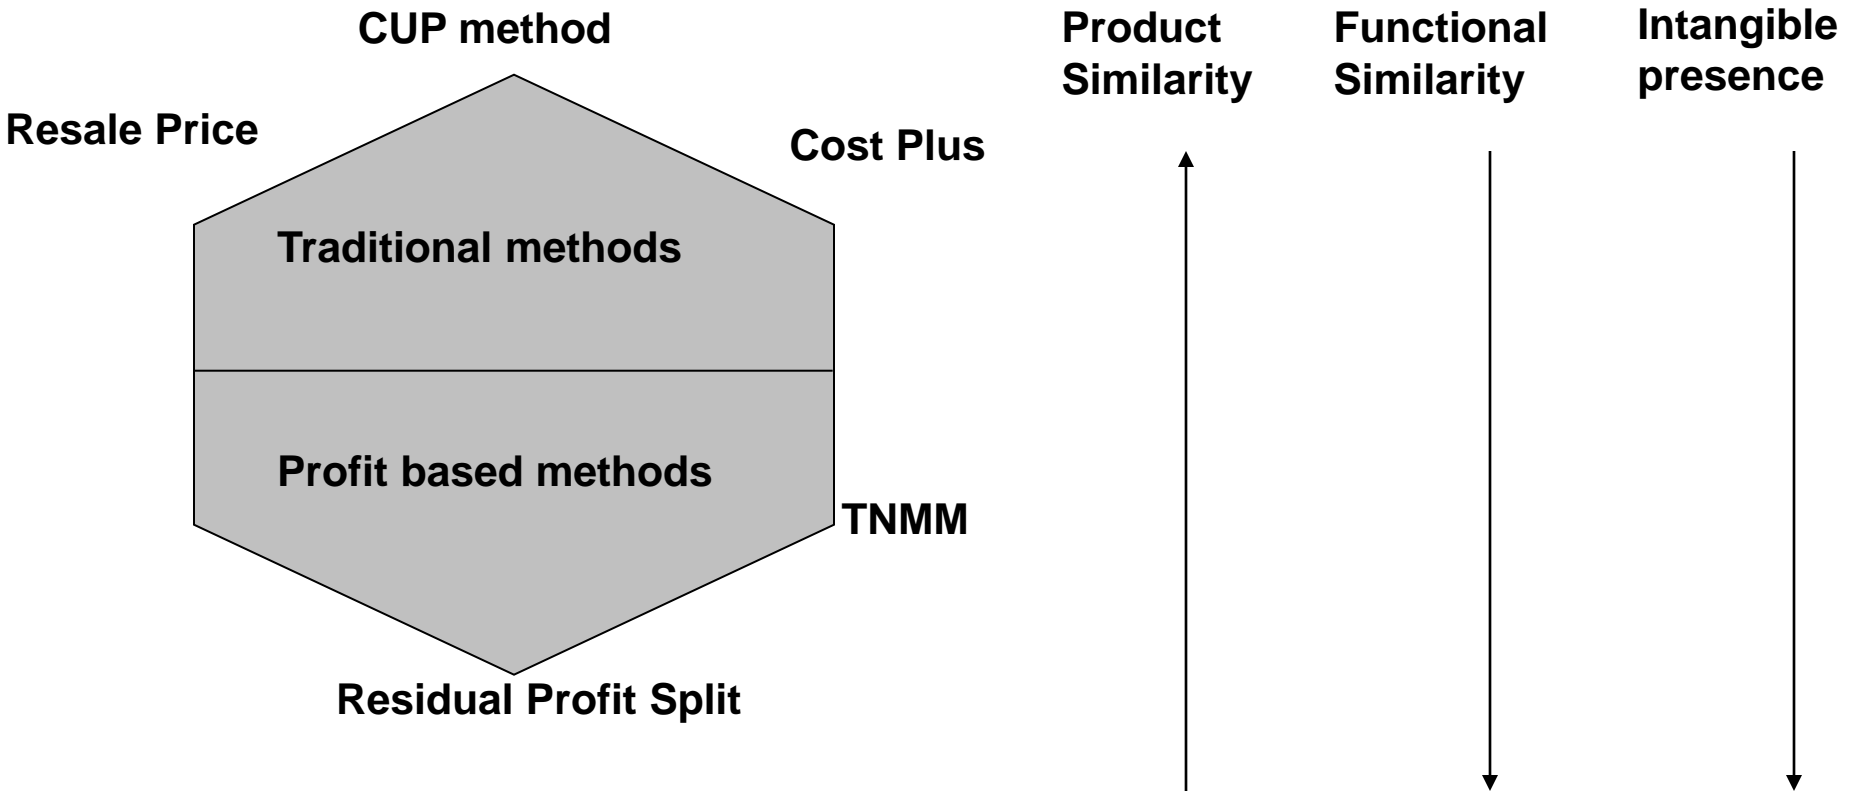 CUP method
Product
Similarity
Functional
Similarity
Intangible
presence
Resale Price
Cost Plus
Traditional methods
Profit based methods
TNMM
Residual Profit Split